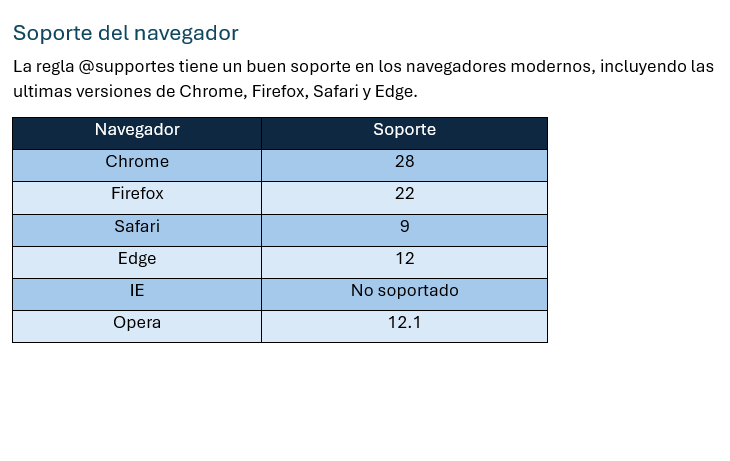 Soporte del navegador
La regla @supportes tiene un buen soporte en los navegadores modernos, incluyendo las
ultimas versiones de Chrome, Firefox, Safari y Edge.
Navegador Soporte
Chrome 28
Firefox 22
Safari 9
Edge 12
IE No soportado
Opera 12.1